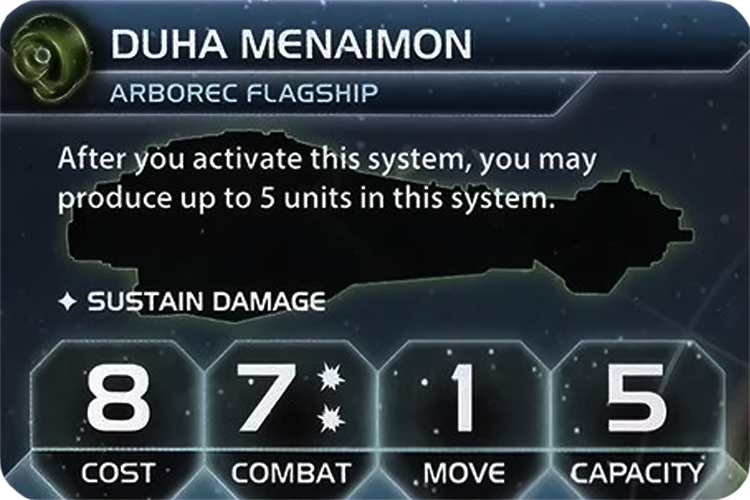 DUHA MENAIMON
ARBOREC FLAGSHIP
After you activate this system, you may
produce up to 5 units in this system.
✦ SUSTAIN DAMAGE
8 7 1 5
COST COMBAT MOVE CAPACITY